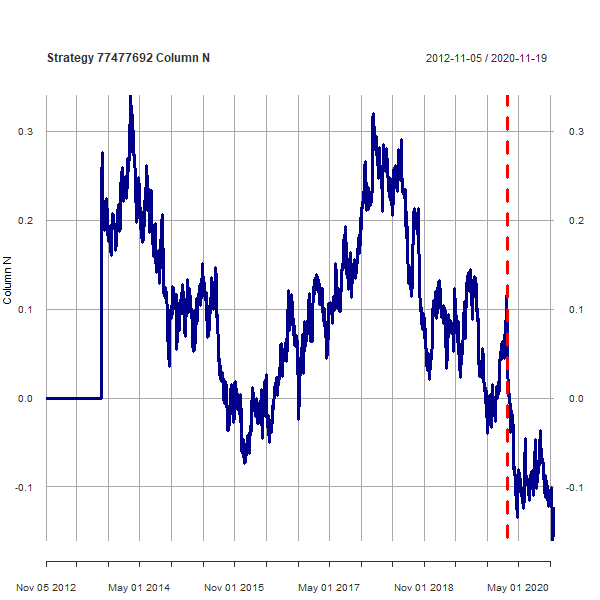 Strategy 77477692 Column N
2012-11-05 / 2020-11-19
Column N
0.3
0.3
0.2
0.2
0.1
0.1
0.0
0.0
-0.1
-0.1
Nov 05 2012
May 01 2014
Nov 01 2015
May 01 2017
Nov 01 2018
May 01 2020